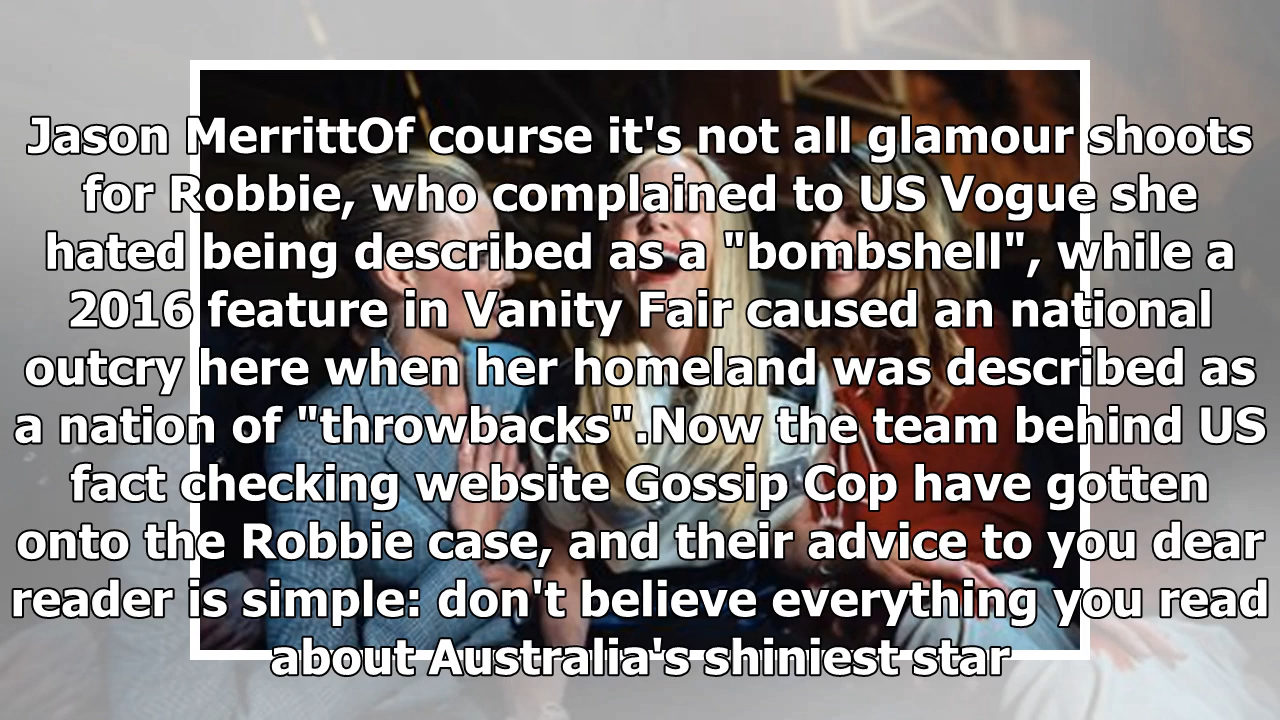 Jason MerrittOf course it's not all glamour shoots
for Robbie, who complained to US Vogue she
hated being described as a "bombshell", while a
2016 feature in Vanity Fair caused an national
outcry here when her homeland was described as
a nation of "throwbacks".Now the team behind US
fact checking website Gossip Cop have gotten
onto the Robbie case, and their advice to you dear
reader is simple: don't believe everything you read
about Australia's shiniest star